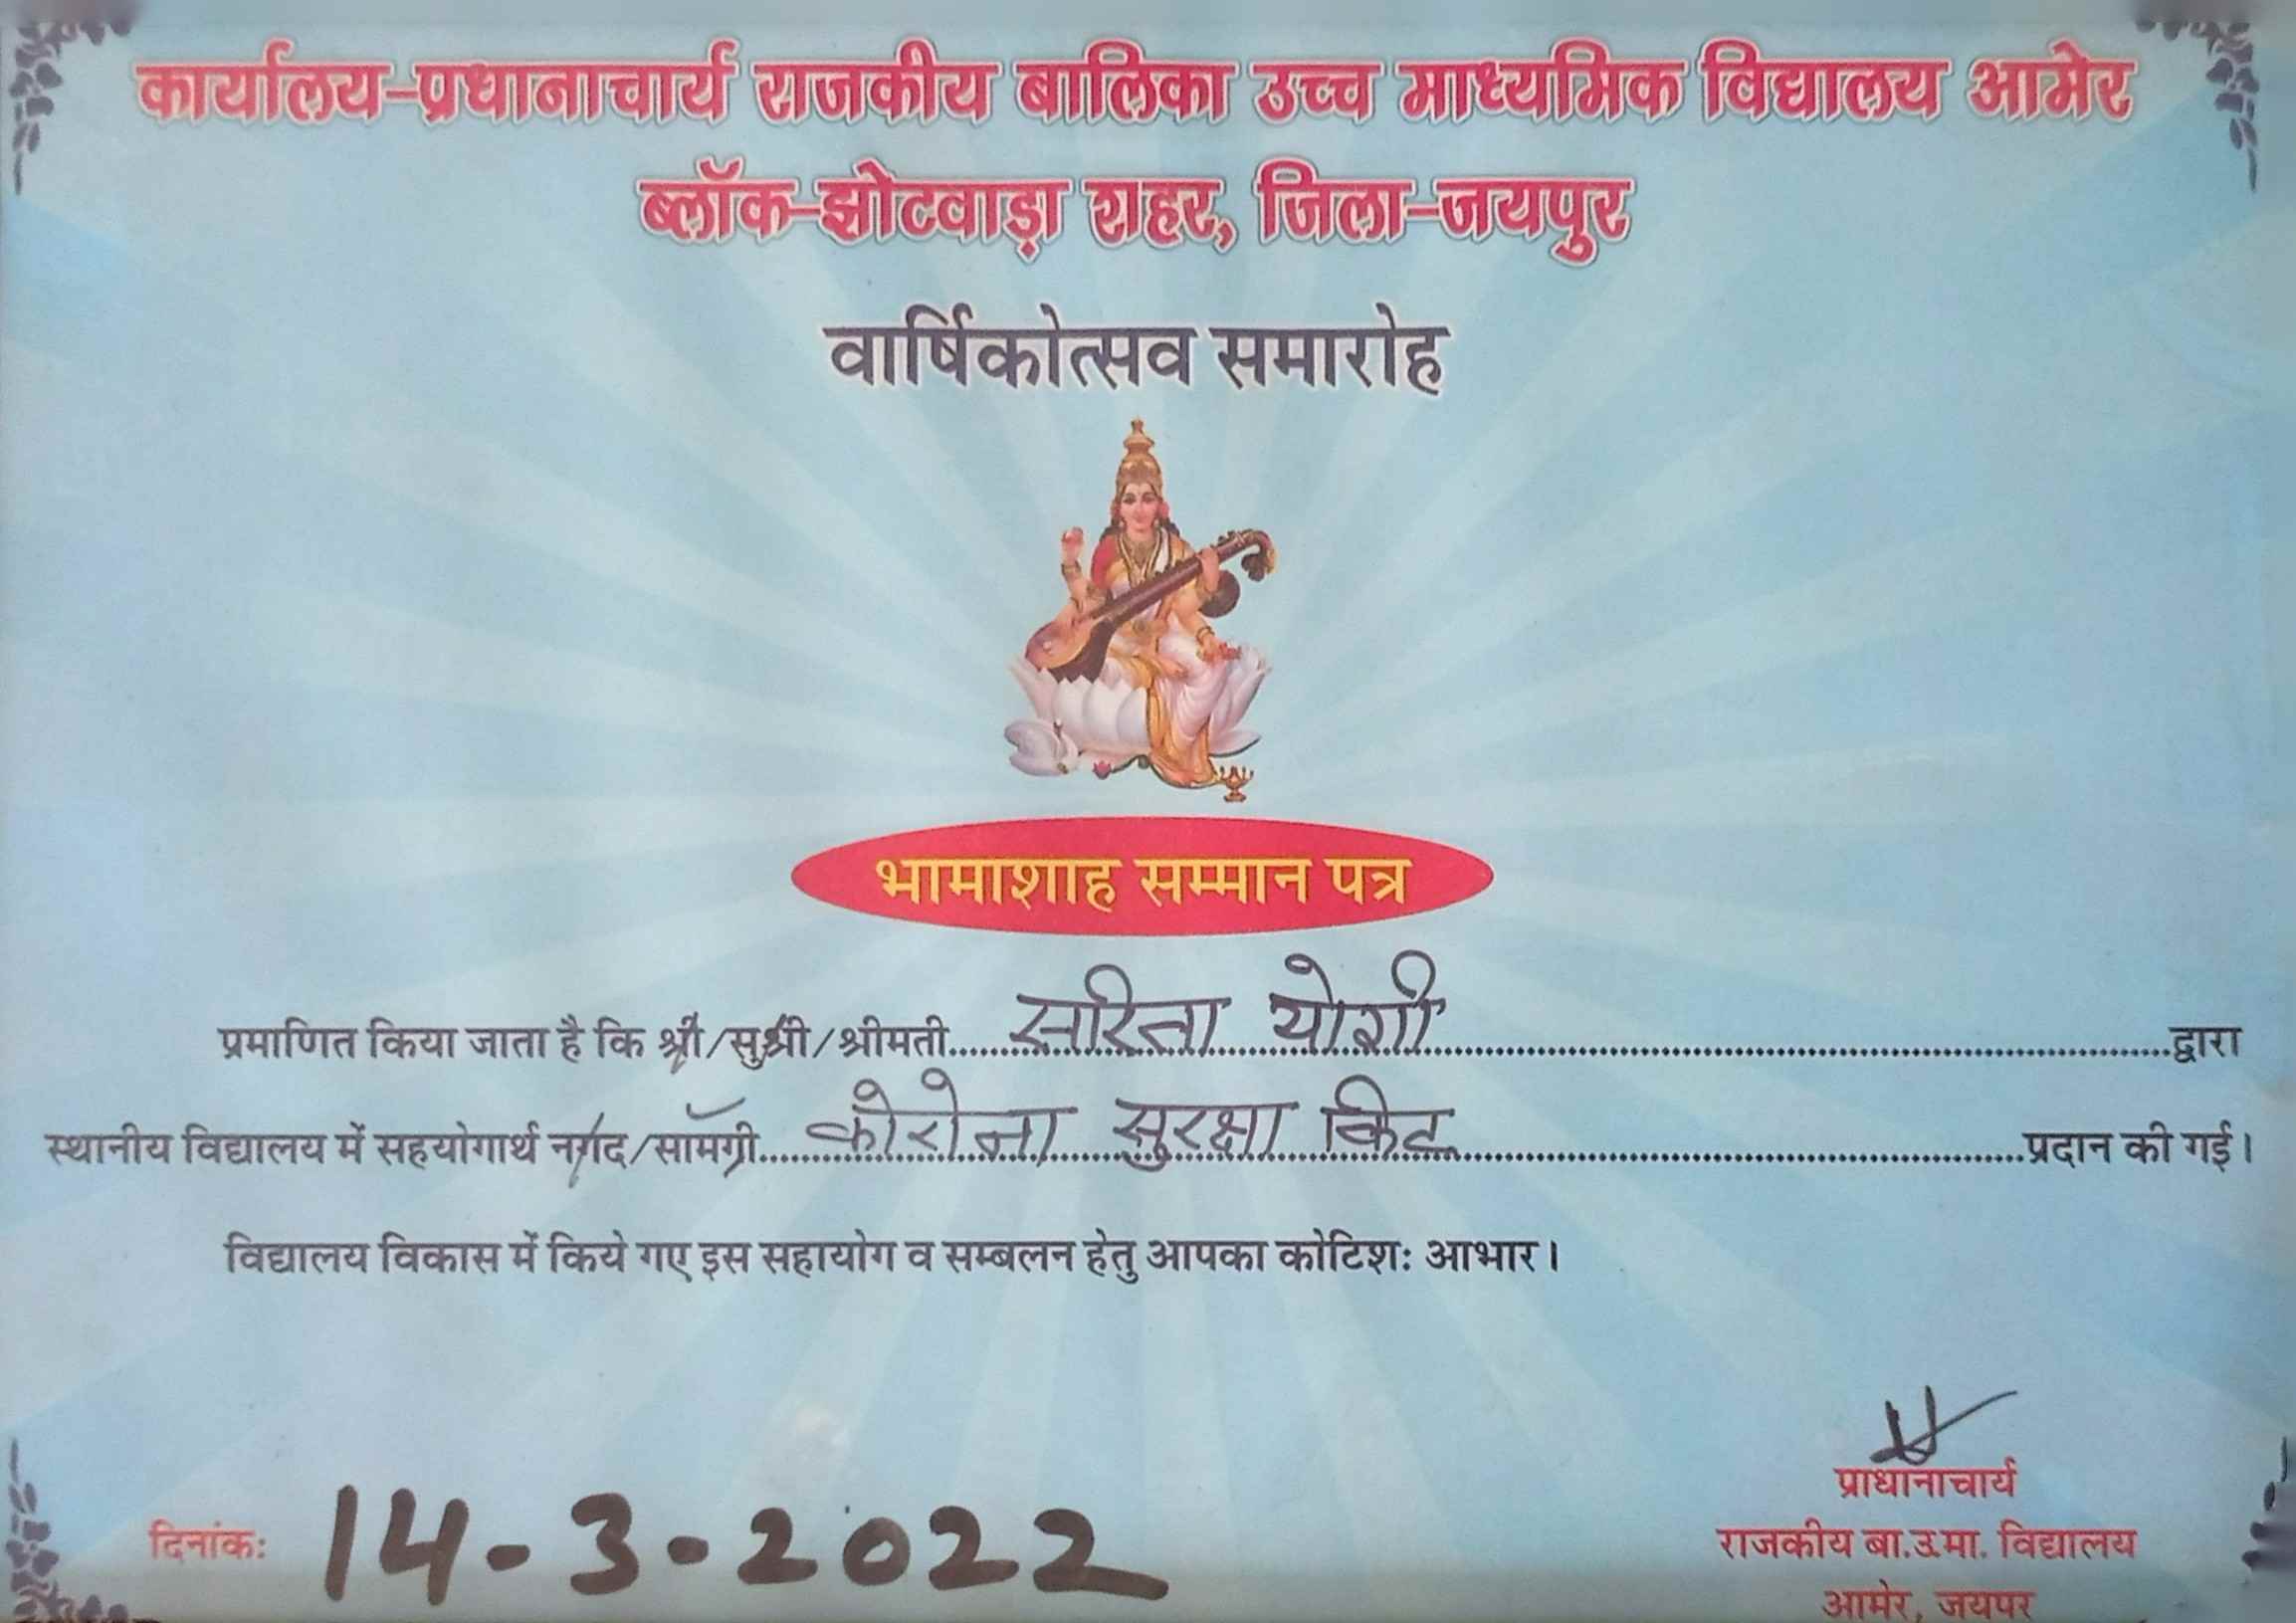 कार्यालय-प्रधानाचार्य राजकीय बालिका उच्च माध्यमिक विद्यालय आमेर
ब्लॉक-झोटवाड़ा शहर, जिला-जयपुर
वार्षिकोत्सव समारोह
भामाशाह सम्मान पत्र
प्रमाणित किया जाता है कि श्री/सुश्री/श्रीमती.....सरिता योगी.....द्वारा
स्थानीय विद्यालय में सहयोगार्थ नगद/सामग्री.....कोरोना सुरक्षा किट.....प्रदान की गई।
विद्यालय विकास में किये गए इस सहायोग व सम्बलन हेतु आपका कोटिशः आभार।
प्राधानाचार्य
दिनांकः 14-3-2022
राजकीय बा.उ.मा. विद्यालय
आमेर, जयपुर